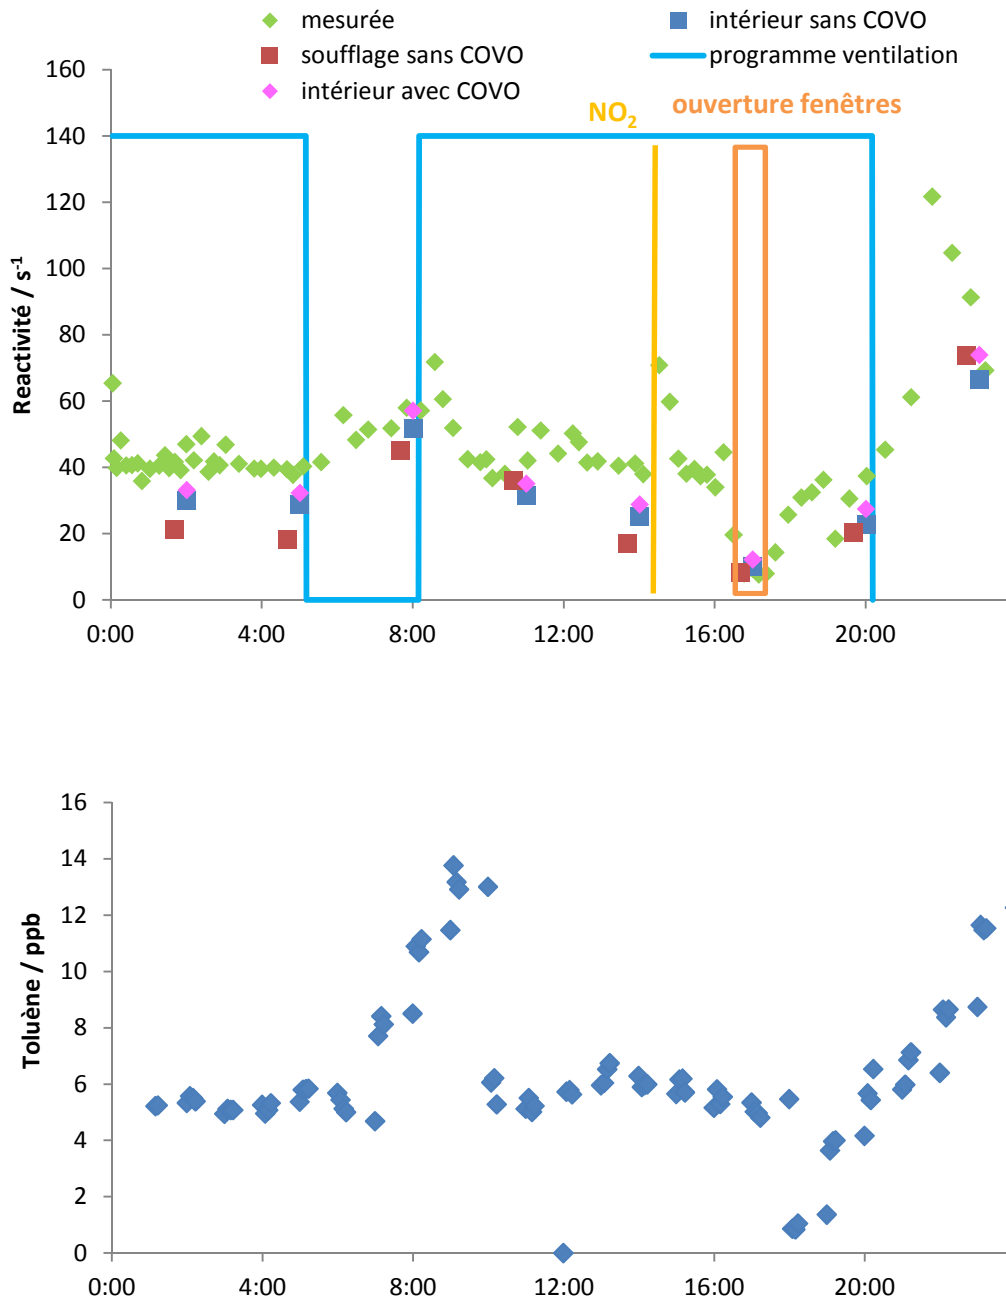 mesurée
intérieur sans COVO
soufflage sans COVO
programme ventilation
intérieur avec COVO
160
140
120
100
80
60
40
20
0
Reactivité / s⁻¹
NO₂
ouverture fenêtres
0:00 4:00 8:00 12:00 16:00 20:00
16
14
12
10
8
6
4
2
0
Toluène / ppb
0:00 4:00 8:00 12:00 16:00 20:00